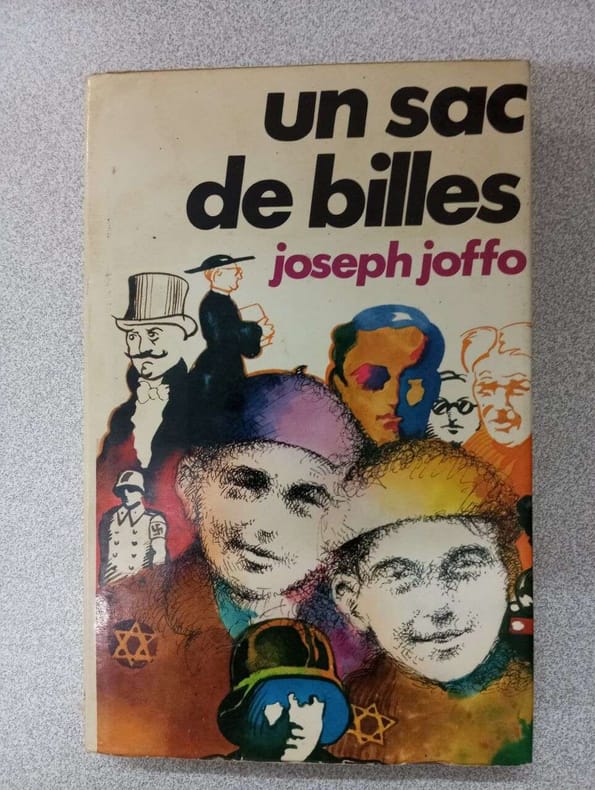 un sac
de billes
joseph joffo